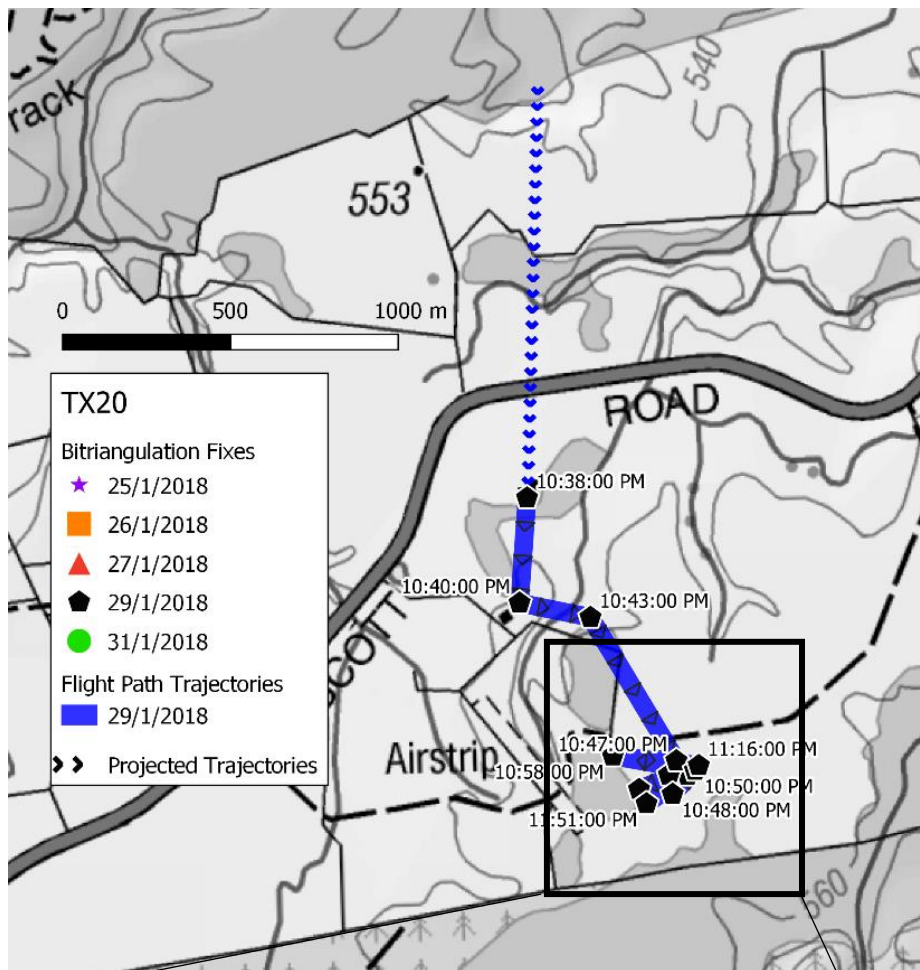 rack
540
553
0 500 1000 m
ROAD
TX20
Bitriangulation Fixes
25/1/2018
26/1/2018
27/1/2018
29/1/2018
31/1/2018
Flight Path Trajectories
29/1/2018
Projected Trajectories
10:38:00 PM
10:40:00 PM
10:43:00 PM
SCOTT
Airstrip
10:47:00 PM
11:16:00 PM
10:58:00 PM
10:50:00 PM
11:51:00 PM
10:48:00 PM
560